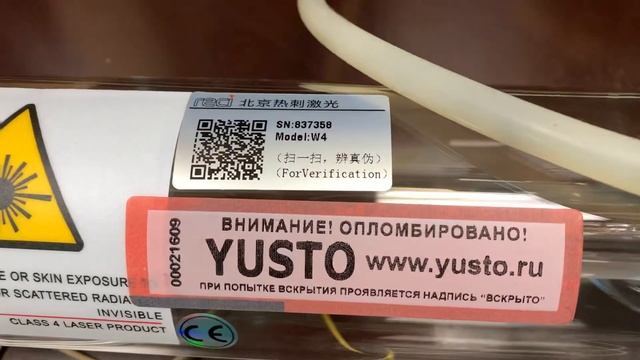 reci 北京热刺激光
SN:837358
Model:W4
(扫一扫，辨真伪)
(ForVerification)
E OR SKIN EXPOSURE
R SCATTERED RADIA
INVISIBLE
CLASS 4 LASER PRODUCT
CE
00021609
ВНИМАНИЕ! ОПЛОМБИРОВАНО!
YUSTO www.yusto.ru
ПРИ ПОПЫТКЕ ВСКРЫТИЯ ПРОЯВЛЯЕТСЯ НАДПИСЬ "ВСКРЫТО"